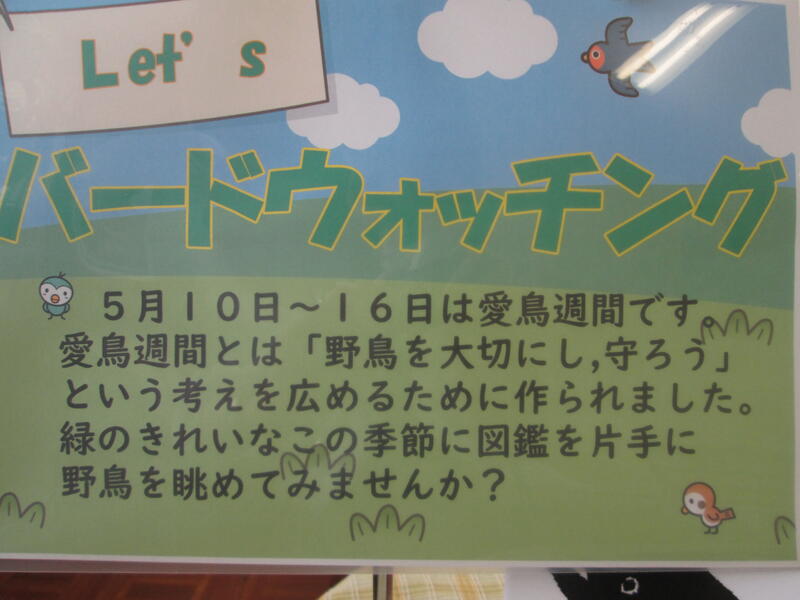 Let's
バードウォッチング
５月１０日～１６日は愛鳥週間です。
愛鳥週間とは「野鳥を大切にし,守ろう」
という考えを広めるために作られました。
緑のきれいなこの季節に図鑑を片手に
野鳥を眺めてみませんか？